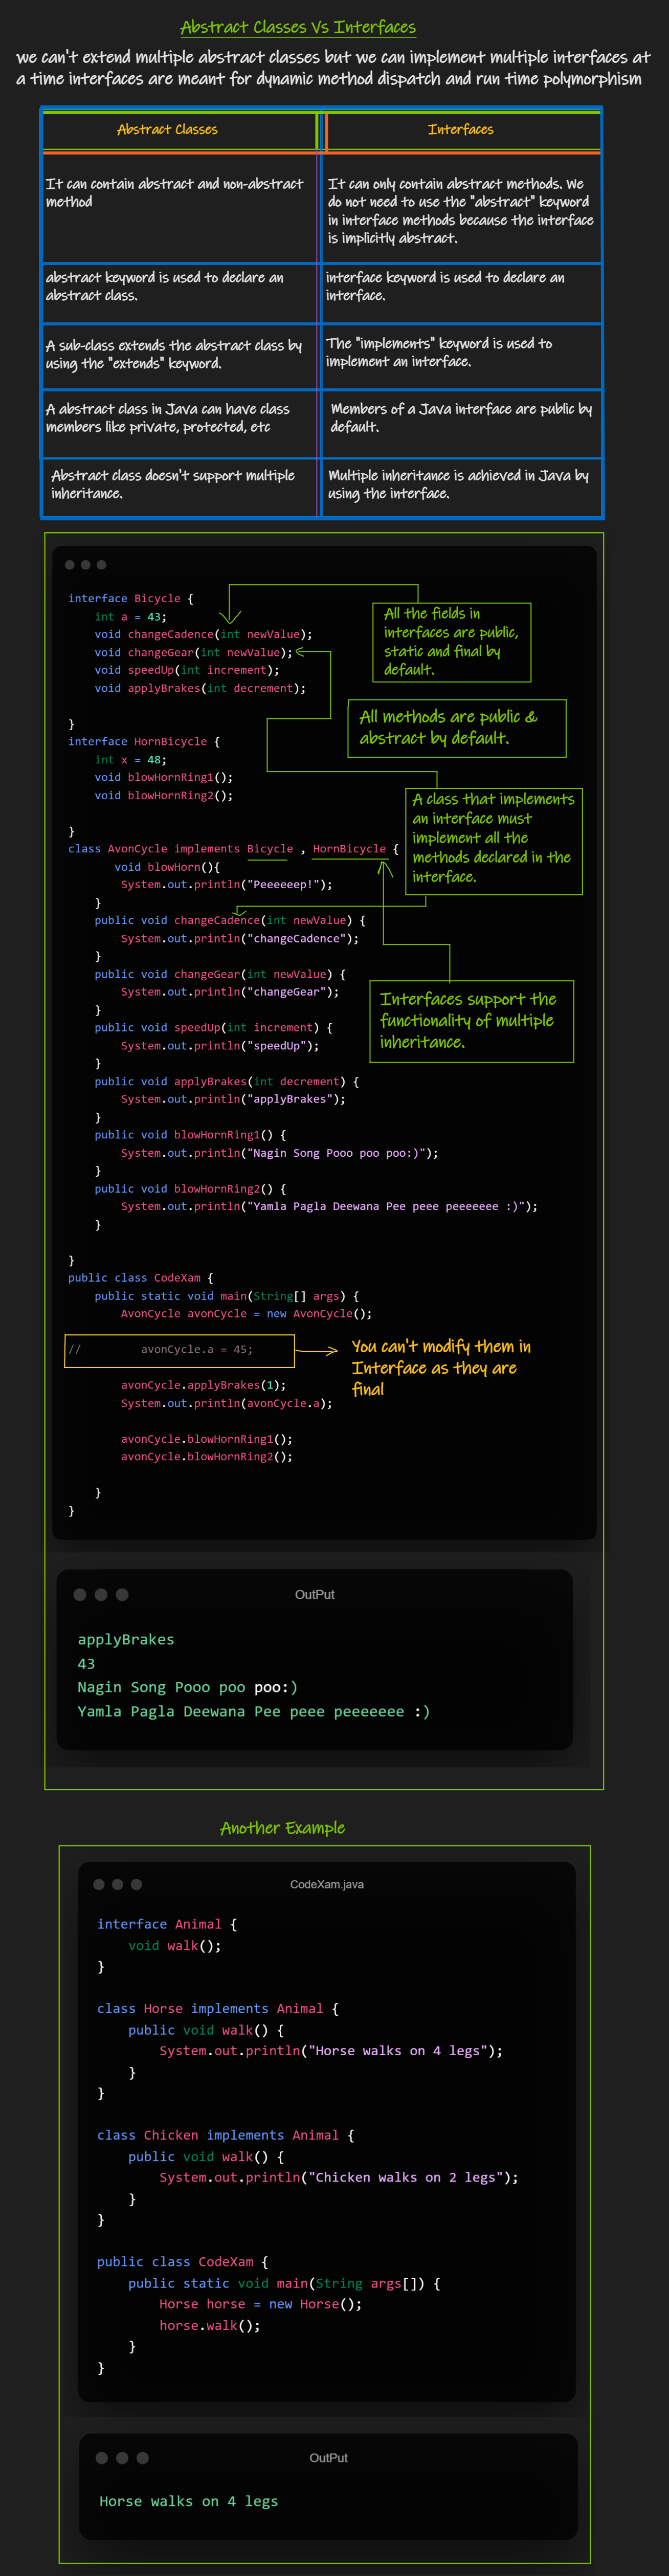 Abstract Classes Vs Interfaces
we can't extend multiple abstract classes but we can implement multiple interfaces at
a time interfaces are meant for dynamic method dispatch and run time polymorphism
Abstract Classes
Interfaces
It can contain abstract and non-abstract
method
It can only contain abstract methods. We
do not need to use the "abstract" keyword
in interface methods because the interface
is implicitly abstract.
abstract keyword is used to declare an
abstract class.
interface keyword is used to declare an
interface.
A sub-class extends the abstract class by
using the "extends" keyword.
The "implements" keyword is used to
implement an interface.
A abstract class in Java can have class
members like private, protected, etc
Members of a Java interface are public by
default.
Abstract class doesn't support multiple
inheritance.
Multiple inheritance is achieved in Java by
using the interface.
interface Bicycle {
int a = 43;
void changeCadence(int newValue);
void changeGear(int newValue);
void speedUp(int increment);
void applyBrakes(int decrement);
}
interface HornBicycle {
int x = 48;
void blowHornRing1();
void blowHornRing2();
}
class AvonCycle implements Bicycle , HornBicycle {
void blowHorn(){
System.out.println("Peeeeeep!");
}
public void changeCadence(int newValue) {
System.out.println("changeCadence");
}
public void changeGear(int newValue) {
System.out.println("changeGear");
}
public void speedUp(int increment) {
System.out.println("speedUp");
}
public void applyBrakes(int decrement) {
System.out.println("applyBrakes");
}
public void blowHornRing1() {
System.out.println("Nagin Song Pooo poo poo:)");
}
public void blowHornRing2() {
System.out.println("Yamla Pagla Deewana Pee peee peeeeeee :)");
}
}
public class CodeXam {
public static void main(String[] args) {
AvonCycle avonCycle = new AvonCycle();
// avonCycle.a = 45;
avonCycle.applyBrakes(1);
System.out.println(avonCycle.a);
avonCycle.blowHornRing1();
avonCycle.blowHornRing2();
}
}
All the fields in
interfaces are public,
static and final by
default.
All methods are public &
abstract by default.
A class that implements
an interface must
implement all the
methods declared in the
interface.
Interfaces support the
functionality of multiple
inheritance.
You can't modify them in
Interface as they are
final
OutPut
applyBrakes
43
Nagin Song Pooo poo poo:)
Yamla Pagla Deewana Pee peee peeeeeee :)
Another Example
CodeXam.java
interface Animal {
void walk();
}
class Horse implements Animal {
public void walk() {
System.out.println("Horse walks on 4 legs");
}
}
class Chicken implements Animal {
public void walk() {
System.out.println("Chicken walks on 2 legs");
}
}
public class CodeXam {
public static void main(String args[]) {
Horse horse = new Horse();
horse.walk();
}
}
OutPut
Horse walks on 4 legs